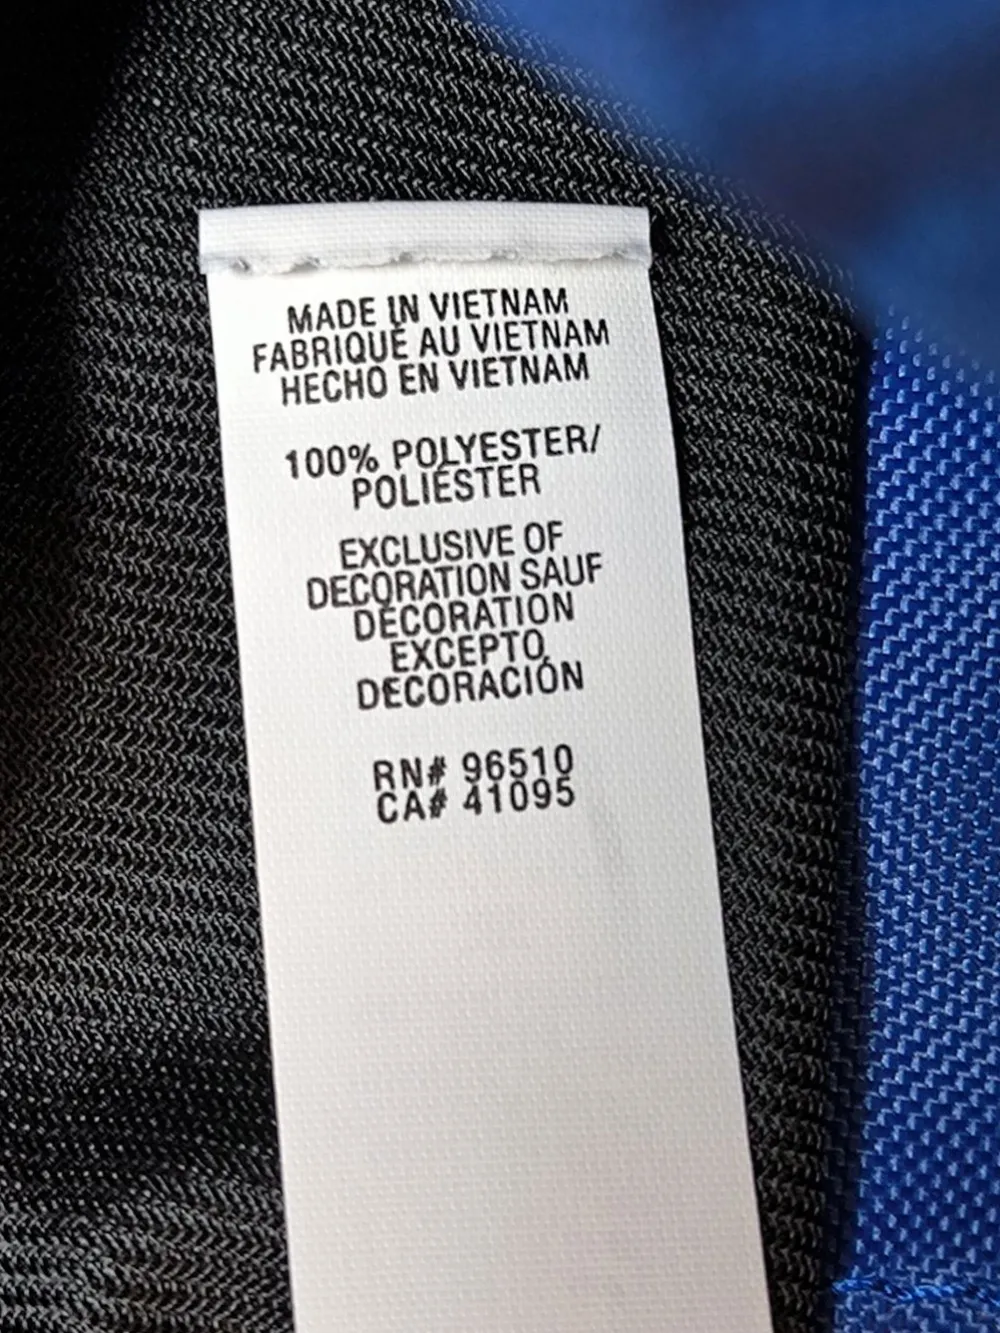 MADE IN VIETNAM
FABRIQUÉ AU VIETNAM
HECHO EN VIETNAM
100% POLYESTER/
POLIÉSTER
EXCLUSIVE OF
DECORATION SAUF
DÉCORATION
EXCEPTO
DECORACIÓN
RN# 96510
CA# 41095